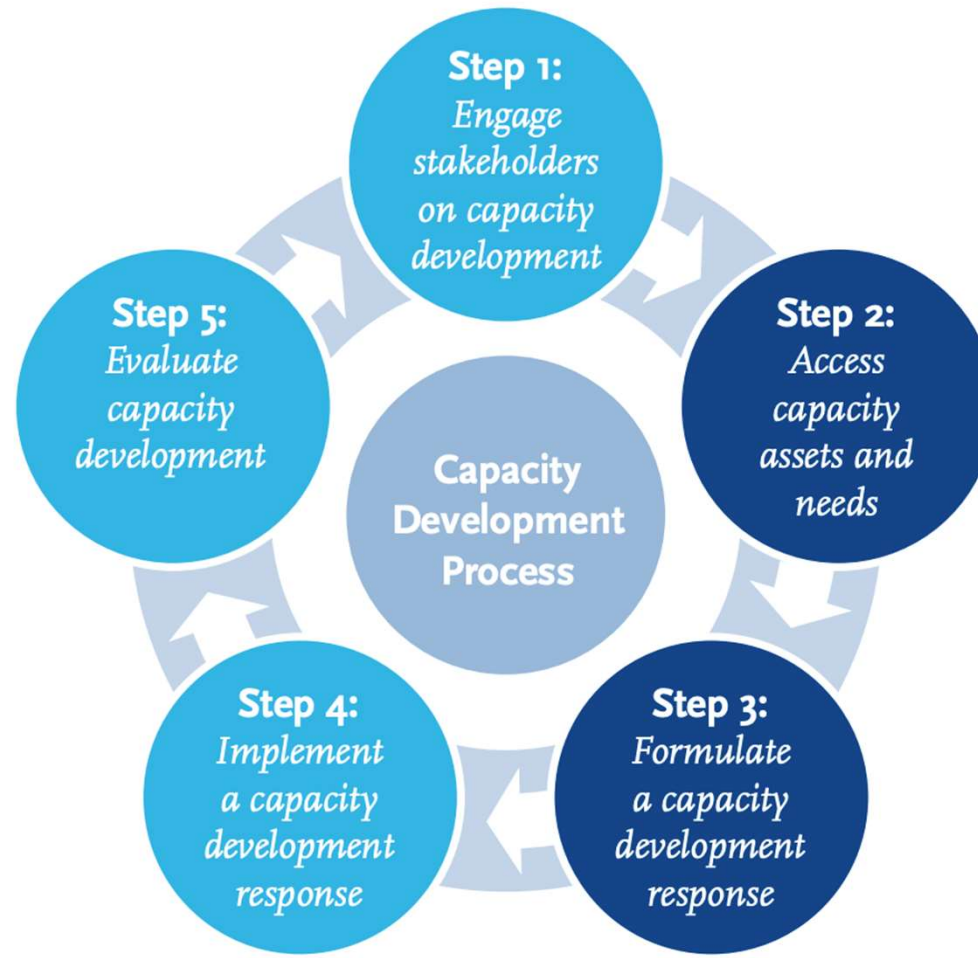 Step 1:
Engage
stakeholders
on capacity
development
Step 2:
Access
capacity
assets and
needs
Step 3:
Formulate
a capacity
development
response
Step 4:
Implement
a capacity
development
response
Step 5:
Evaluate
capacity
development
Capacity
Development
Process